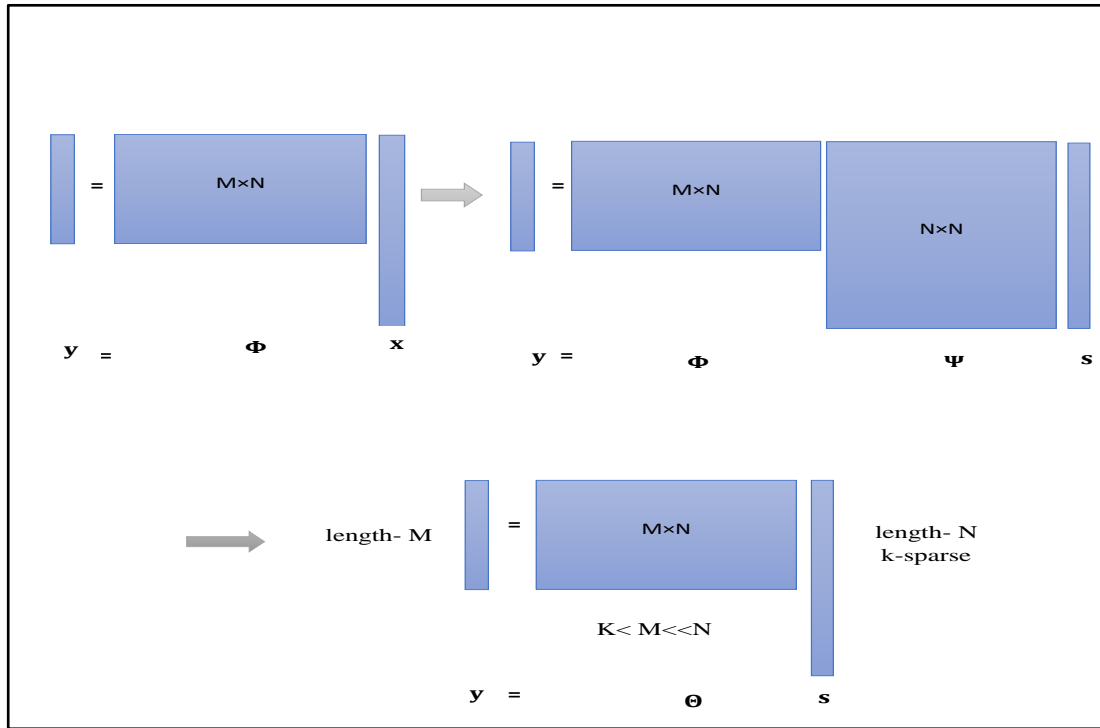 = M×N
y = Φ x
= M×N N×N
y = Φ Ψ s
length- M = M×N length- N
k-sparse
K< M<<N
y = Θ s